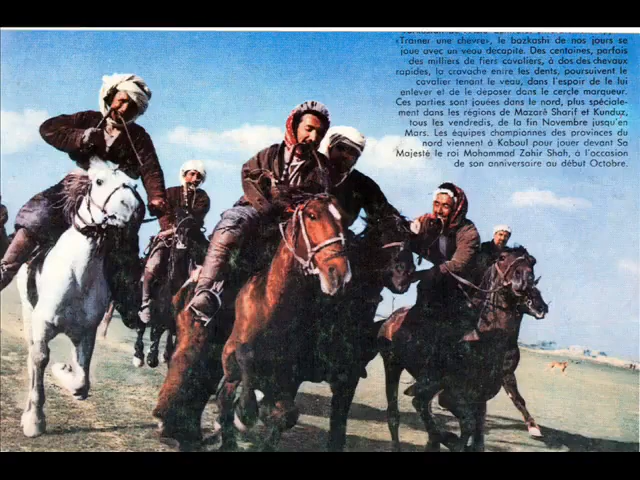 «Trainer une chèvre», le bazkashi de nos jours se
joue avec un veau décapité. Des centaines, parfois
des milliers de fiers cavaliers, à dos des chevaux
rapides, la cravache entre les dents, poursuivent le
cavalier tenant le veau, dans l'espoir de le lui
enlever et de le déposer dans le cercle marqueur.
Ces parties sont jouées dans le nord, plus spéciale-
ment dans les régions de Mazaré Sharif et Kunduz,
tous les vendredis, de la fin Novembre jusqu'en
Mars. Les équipes championnes des provinces du
nord viennent à Kaboul pour jouer devant Sa
Majesté le roi Mohammad Zahir Shah, à l'occasion
de son anniversaire au début Octobre.